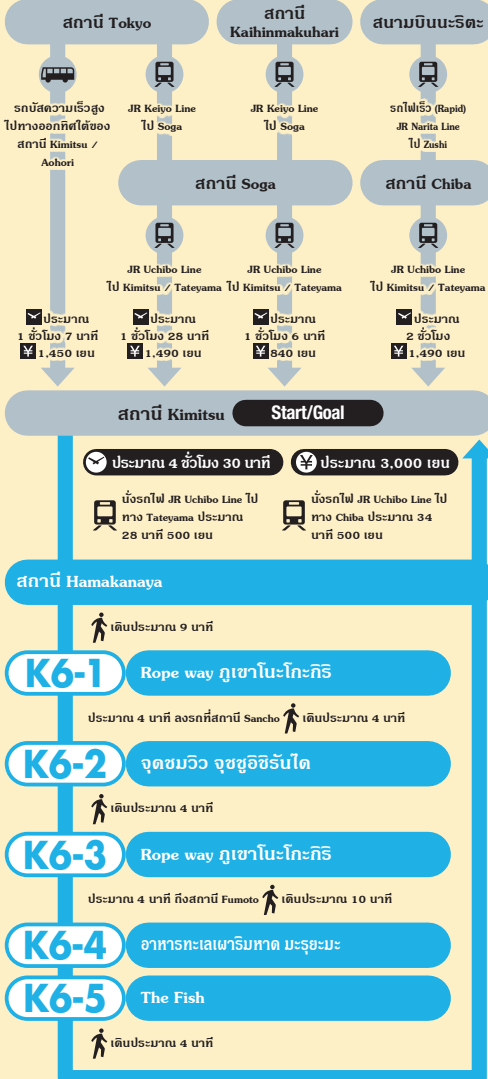 สถานี Tokyo
สถานี
Kaihinmakuhari
สนามบินนะริตะ
รถบัสความเร็วสูง
ไปทางออกทิศใต้ของ
สถานี Kimitsu /
Aohori
JR Keiyo Line
ไป Soga
JR Keiyo Line
ไป Soga
รถไฟเร็ว (Rapid)
JR Narita Line
ไป Zushi
สถานี Soga
สถานี Chiba
JR Uchibo Line
ไป Kimitsu / Tateyama
JR Uchibo Line
ไป Kimitsu / Tateyama
JR Uchibo Line
ไป Kimitsu / Tateyama
ประมาณ
1 ชั่วโมง 7 นาที
¥ 1,450 เยน
ประมาณ
1 ชั่วโมง 28 นาที
¥ 1,490 เยน
ประมาณ
1 ชั่วโมง 6 นาที
¥ 840 เยน
ประมาณ
2 ชั่วโมง
¥ 1,490 เยน
สถานี Kimitsu Start/Goal
ประมาณ 4 ชั่วโมง 30 นาที
¥ ประมาณ 3,000 เยน
นั่งรถไฟ JR Uchibo Line ไป
ทาง Tateyama ประมาณ
28 นาที 500 เยน
นั่งรถไฟ JR Uchibo Line ไป
ทาง Chiba ประมาณ 34
นาที 500 เยน
สถานี Hamakanaya
เดินประมาณ 9 นาที
K6-1 Rope way ภูเขาโนะโกะกิริ
ประมาณ 4 นาที ลงรถที่สถานี Sancho เดินประมาณ 4 นาที
K6-2 จุดชมวิว จุซชูอิชิรันได
เดินประมาณ 4 นาที
K6-3 Rope way ภูเขาโนะโกะกิริ
ประมาณ 4 นาที ถึงสถานี Fumoto เดินประมาณ 10 นาที
K6-4 อาหารทะเลเผาริมหาด มะรุยะมะ
K6-5 The Fish
เดินประมาณ 4 นาที